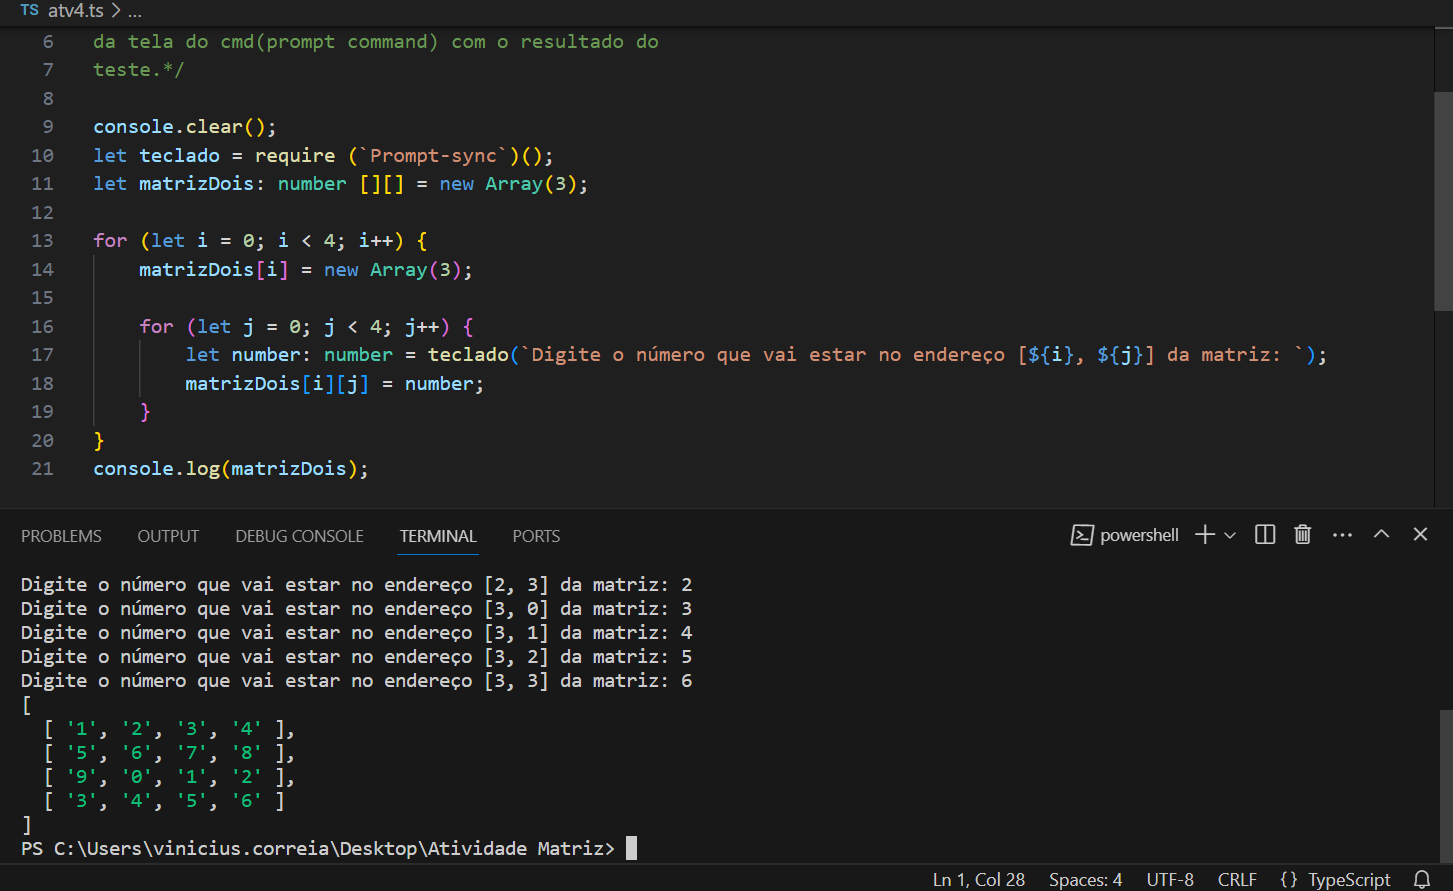 TS atv4.ts > ...
6 da tela do cmd(prompt command) com o resultado do
7 teste.*/
8
9 console.clear();
10 let teclado = require (`Prompt-sync`)();
11 let matrizDois: number [][] = new Array(3);
12
13 for (let i = 0; i < 4; i++) {
14     matrizDois[i] = new Array(3);
15
16     for (let j = 0; j < 4; j++) {
17         let number: number = teclado(`Digite o número que vai estar no endereço [${i}, ${j}] da matriz: `);
18         matrizDois[i][j] = number;
19     }
20 }
21 console.log(matrizDois);
PROBLEMS OUTPUT DEBUG CONSOLE TERMINAL PORTS powershell
Digite o número que vai estar no endereço [2, 3] da matriz: 2
Digite o número que vai estar no endereço [3, 0] da matriz: 3
Digite o número que vai estar no endereço [3, 1] da matriz: 4
Digite o número que vai estar no endereço [3, 2] da matriz: 5
Digite o número que vai estar no endereço [3, 3] da matriz: 6
[
  [ '1', '2', '3', '4' ],
  [ '5', '6', '7', '8' ],
  [ '9', '0', '1', '2' ],
  [ '3', '4', '5', '6' ]
]
PS C:\Users\vinicius.correia\Desktop\Atividade Matriz>
Ln 1, Col 28 Spaces: 4 UTF-8 CRLF {} TypeScript